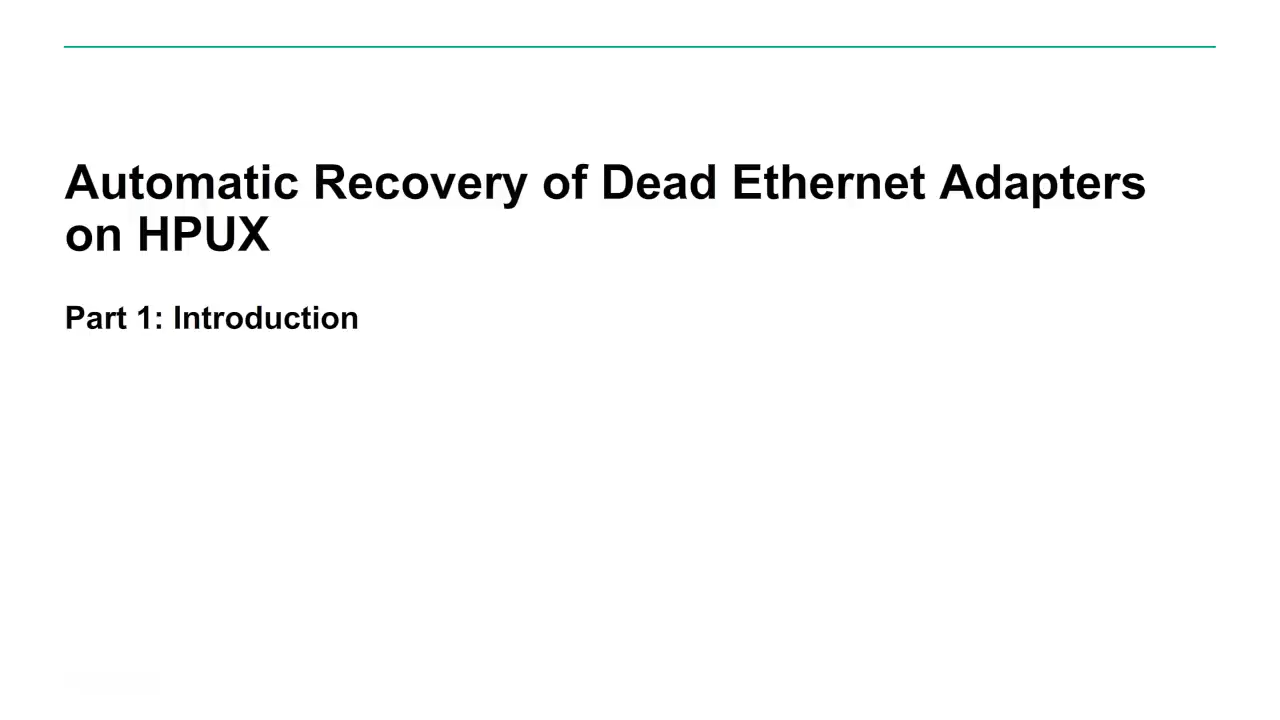 Automatic Recovery of Dead Ethernet Adapters
on HPUX
Part 1: Introduction